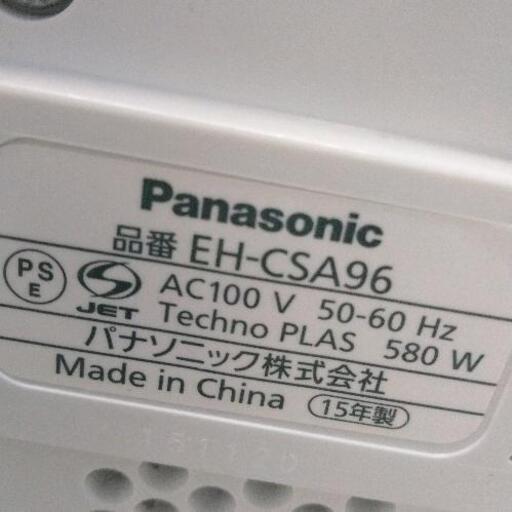 Panasonic
品番 EH-CSA96
PS E
JET
AC100 V 50-60 Hz
Techno PLAS 580 W
パナソニック株式会社
Made in China 15年製